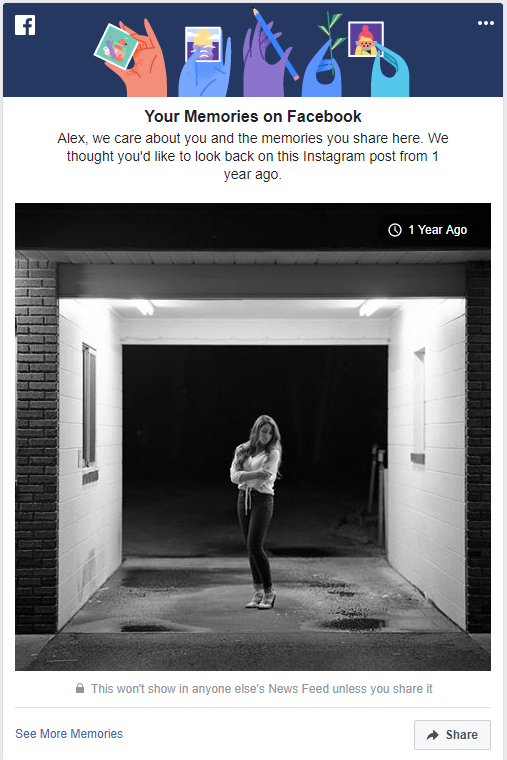 Your Memories on Facebook
Alex, we care about you and the memories you share here. We
thought you'd like to look back on this Instagram post from 1
year ago.
1 Year Ago
This won't show in anyone else's News Feed unless you share it
See More Memories
Share